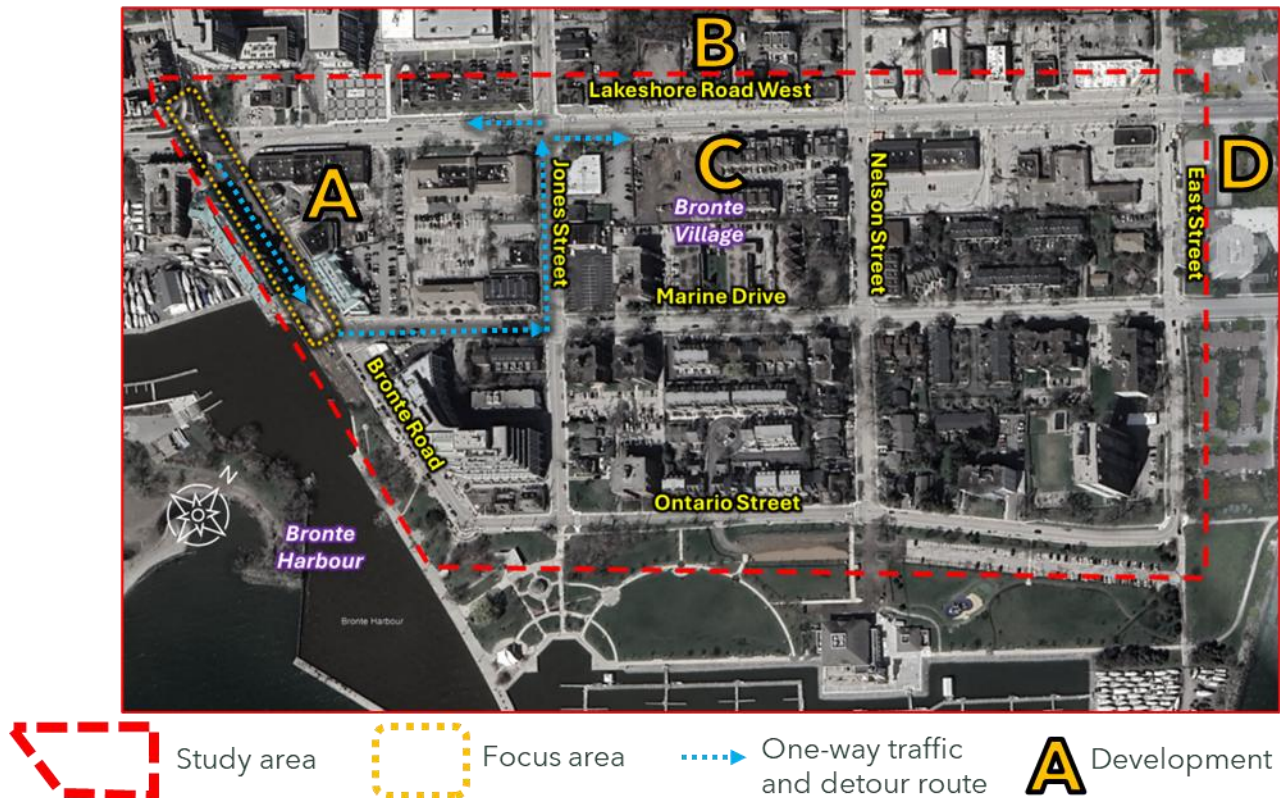 B
Lakeshore Road West
A
Jones Street
C
Bronte
Village
Nelson Street
East Street
D
Marine Drive
Bronte Road
Ontario Street
N
Bronte
Harbour
Bronte Harbour
Study area
Focus area
One-way traffic
and detour route
A
Development